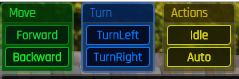 Move
Forward
Backward
Turn
TurnLeft
TurnRight
Actions
Idle
Auto